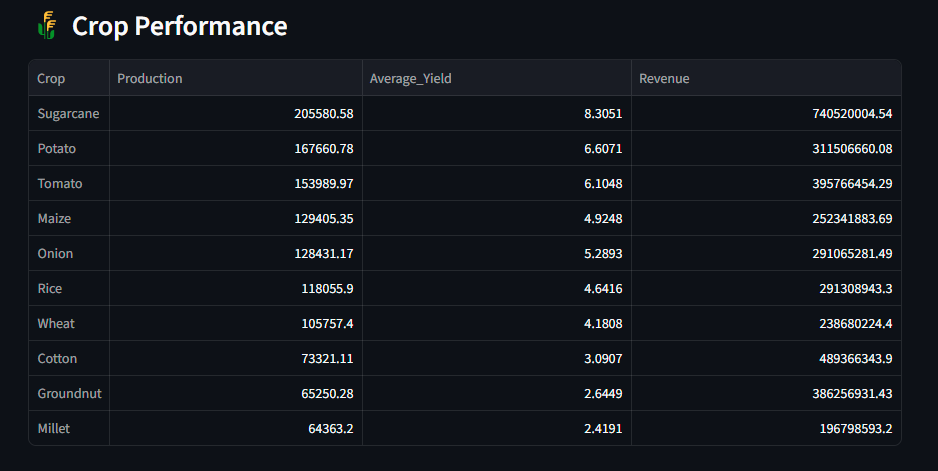 Crop Performance
Crop Production Average_Yield Revenue
Sugarcane 205580.58 8.3051 740520004.54
Potato 167660.78 6.6071 311506660.08
Tomato 153989.97 6.1048 395766454.29
Maize 129405.35 4.9248 252341883.69
Onion 128431.17 5.2893 291065281.49
Rice 118055.9 4.6416 291308943.3
Wheat 105757.4 4.1808 238680224.4
Cotton 73321.11 3.0907 489366343.9
Groundnut 65250.28 2.6449 386256931.43
Millet 64363.2 2.4191 196798593.2